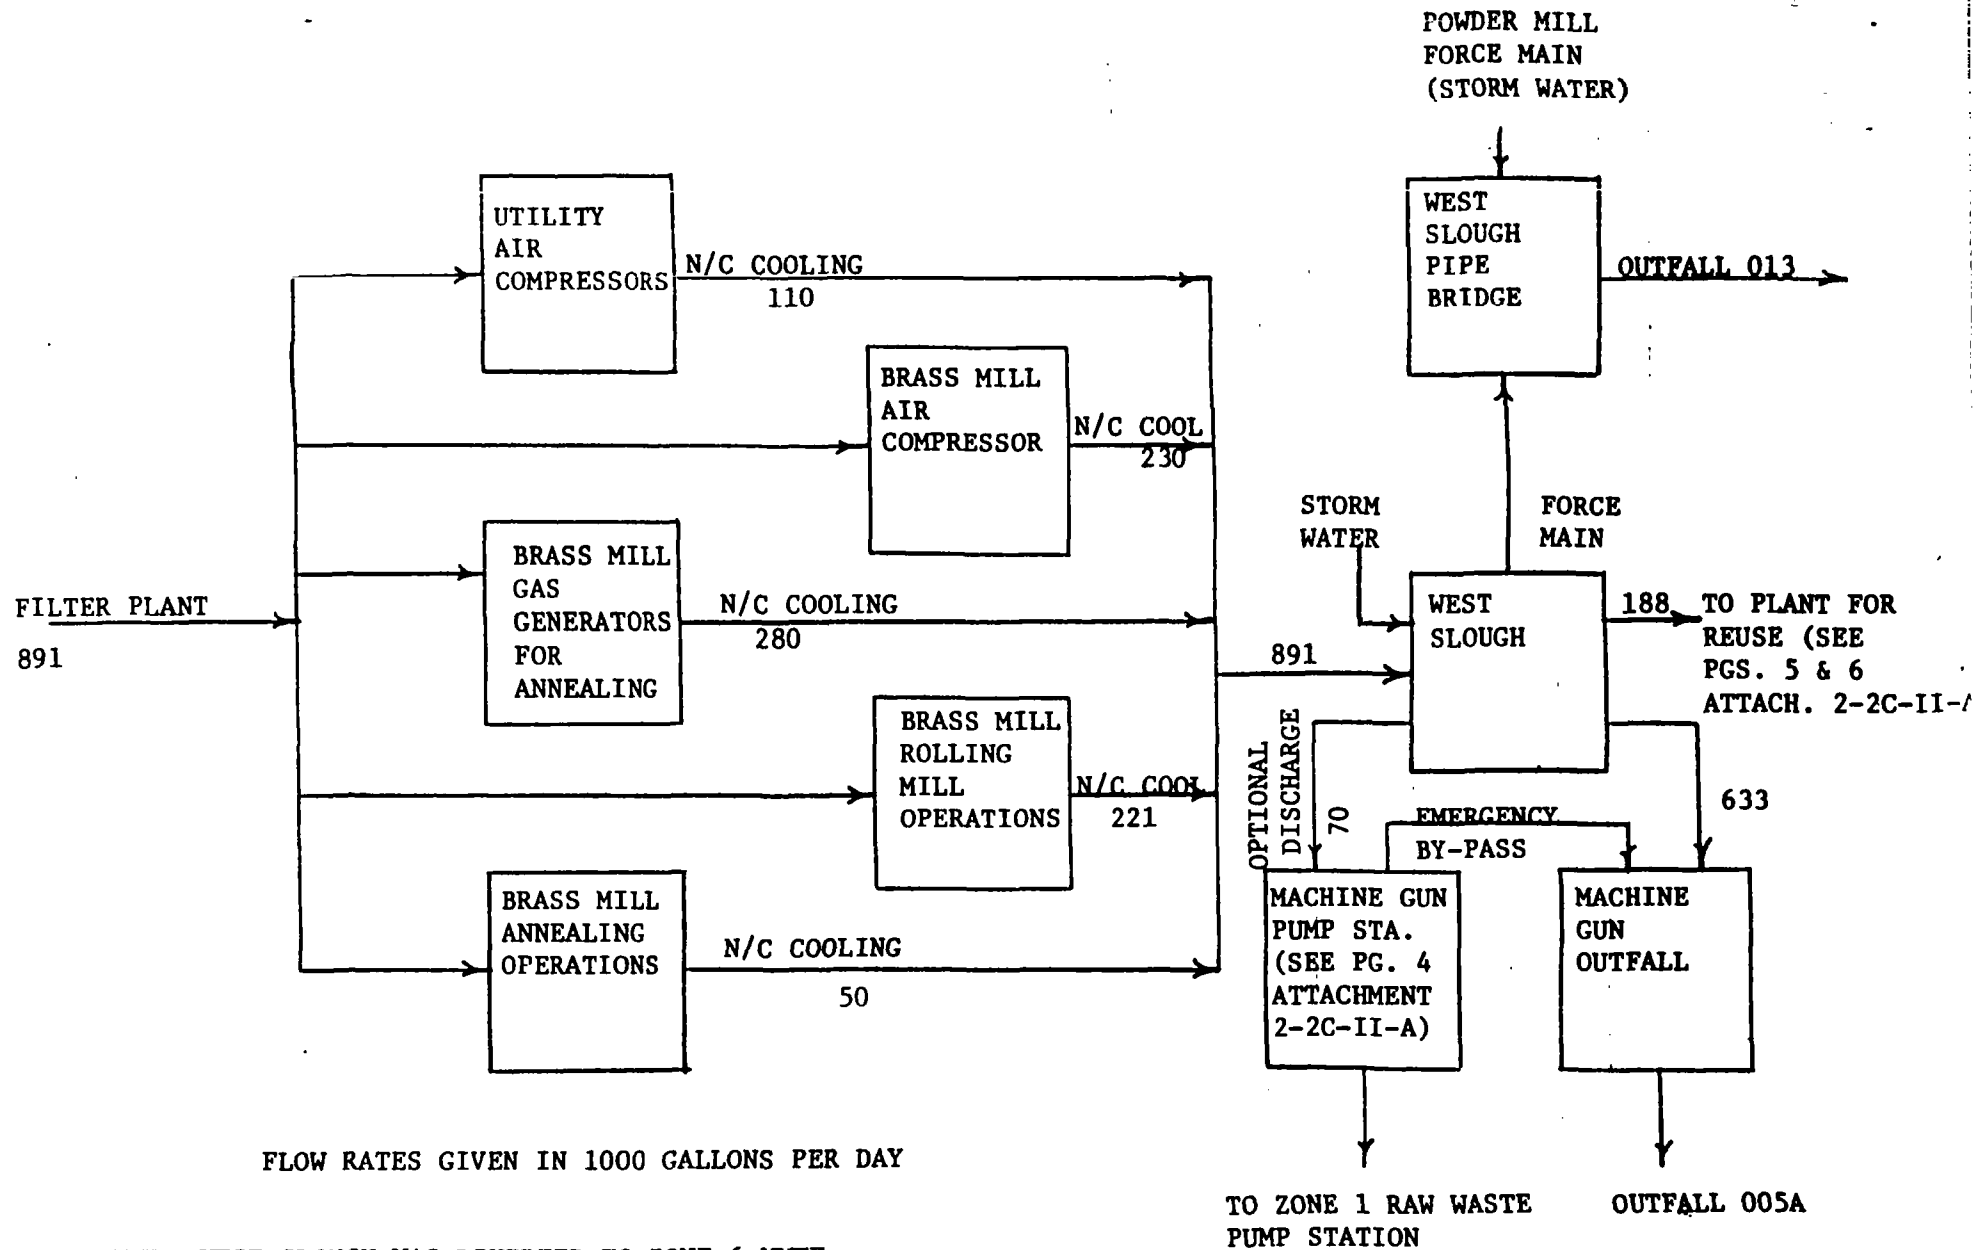 POWDER MILL
FORCE MAIN
(STORM WATER)
UTILITY
AIR
COMPRESSORS
N/C COOLING
110
WEST
SLOUGH
PIPE
BRIDGE
OUTFALL 013
BRASS MILL
AIR
COMPRESSOR
N/C COOL
230
STORM
WATER
FORCE
MAIN
BRASS MILL
GAS
GENERATORS
FOR
ANNEALING
N/C COOLING
280
FILTER PLANT
891
891
WEST
SLOUGH
188
TO PLANT FOR
REUSE (SEE
PGS. 5 & 6
ATTACH. 2-2C-II-
BRASS MILL
ROLLING
MILL
OPERATIONS
N/C COOL
221
OPTIONAL
DISCHARGE
70
633
EMERGENCY
BY-PASS
BRASS MILL
ANNEALING
OPERATIONS
N/C COOLING
50
MACHINE GUN
PUMP STA.
(SEE PG. 4
ATTACHMENT
2-2C-II-A)
MACHINE
GUN
OUTFALL
FLOW RATES GIVEN IN 1000 GALLONS PER DAY
TO ZONE 1 RAW WASTE
PUMP STATION
OUTFALL 005A